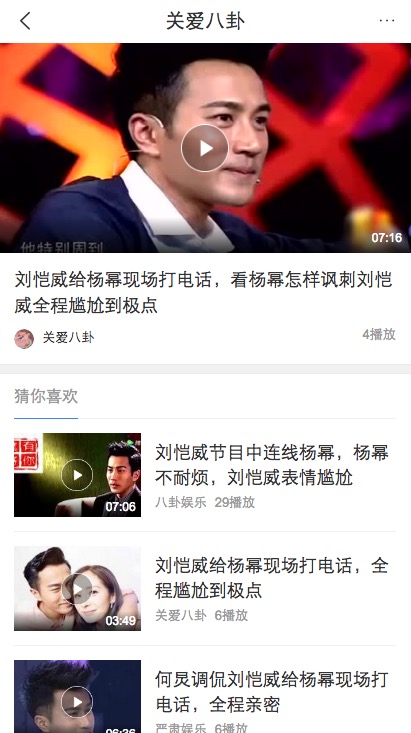 关爱八卦
他特别周到
07:16
刘恺威给杨幂现场打电话，看杨幂怎样讽刺刘恺
威全程尴尬到极点
关爱八卦
4播放
猜你喜欢
有你
07:06
刘恺威节目中连线杨幂，杨幂
不耐烦，刘恺威表情尴尬
八卦娱乐 29播放
03:49
刘恺威给杨幂现场打电话，全
程尴尬到极点
关爱八卦 6播放
06:36
何炅调侃刘恺威给杨幂现场打
电话，全程亲密
严肃娱乐 6播放